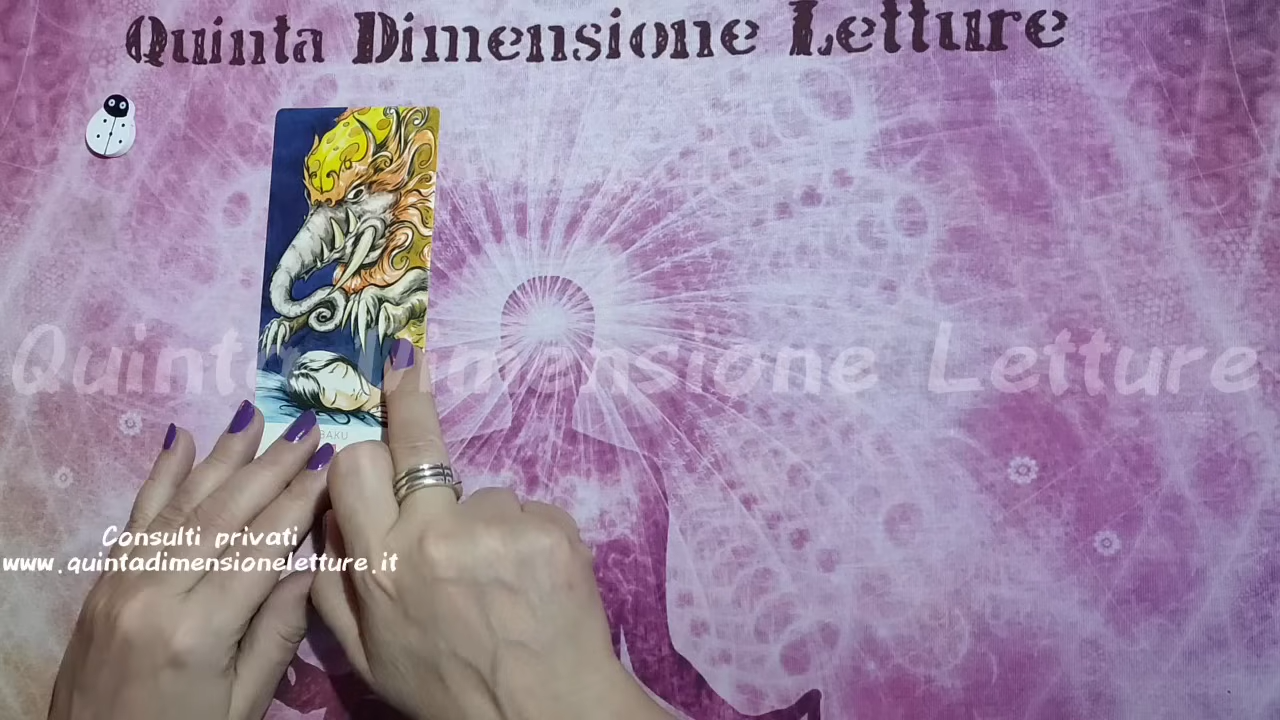 Quinta Dimensione Letture
Quinta Dimensione Letture
BAKU
Consulti privati
www.quintadimensioneletture.it